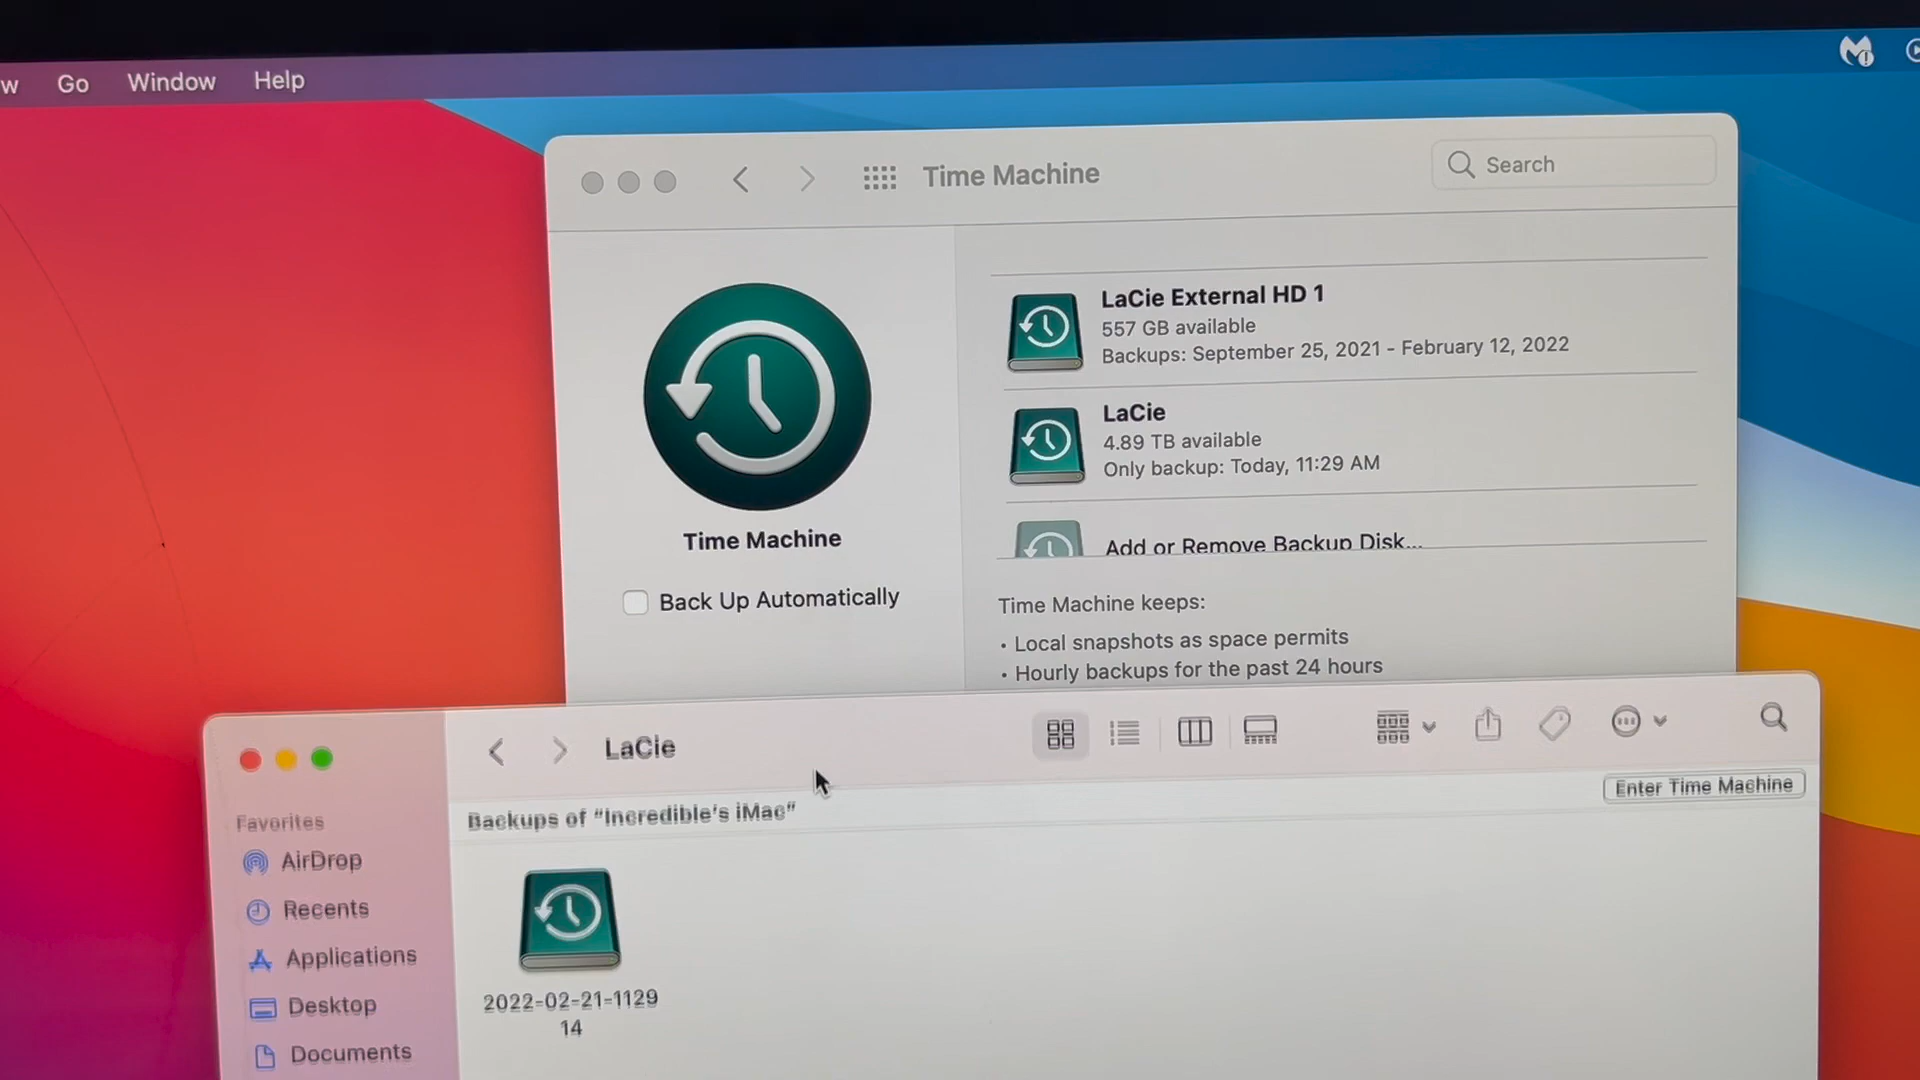 w Go Window Help
Time Machine
Search
LaCie External HD 1
557 GB available
Backups: September 25, 2021 - February 12, 2022
LaCie
4.89 TB available
Only backup: Today, 11:29 AM
Add or Remove Backup Disk...
Time Machine
Back Up Automatically
Time Machine keeps:
• Local snapshots as space permits
• Hourly backups for the past 24 hours
LaCie
Enter Time Machine
Backups of “Incredible’s iMac”
Favorites
AirDrop
Recents
Applications
Desktop
Documents
2022-02-21-1129
14